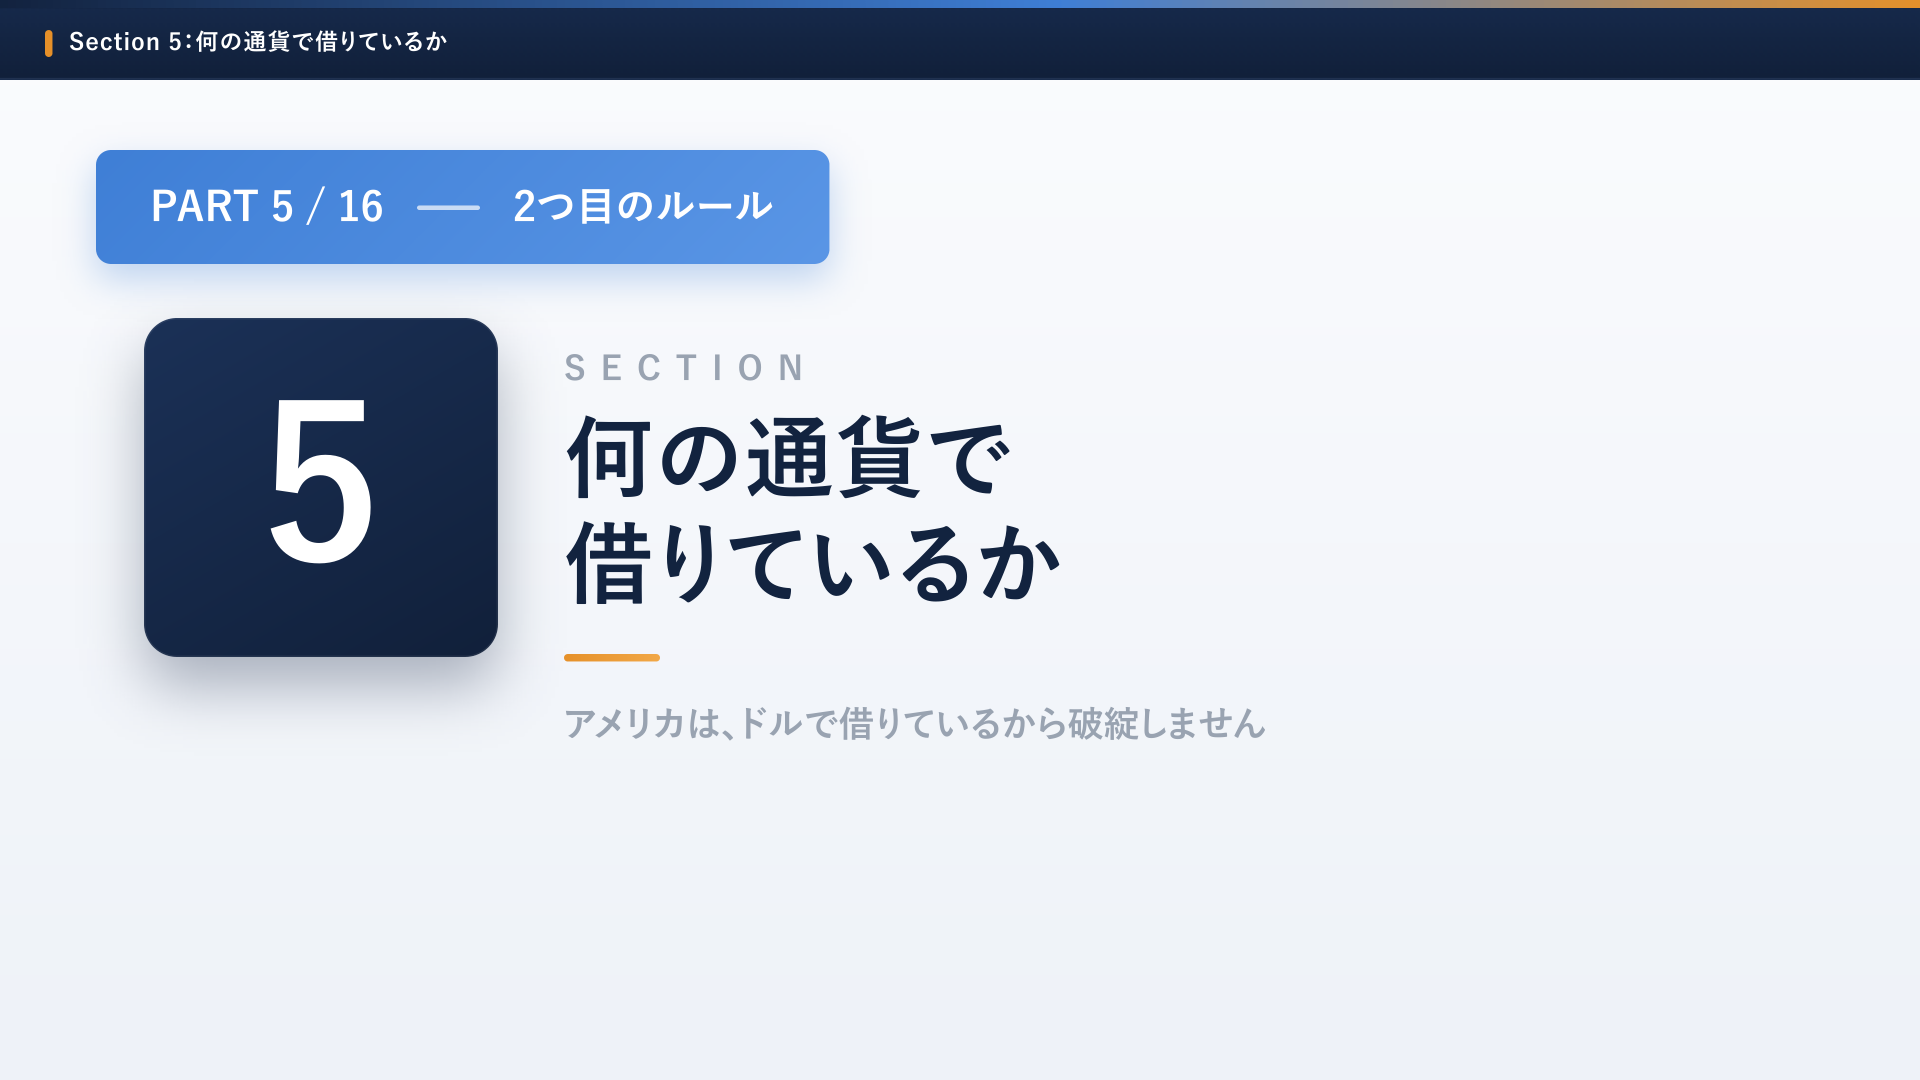 Section 5：何の通貨で借りているか
PART 5 / 16 — 2つ目のルール
5
SECTION
何の通貨で
借りているか
アメリカは、ドルで借りているから破綻しません